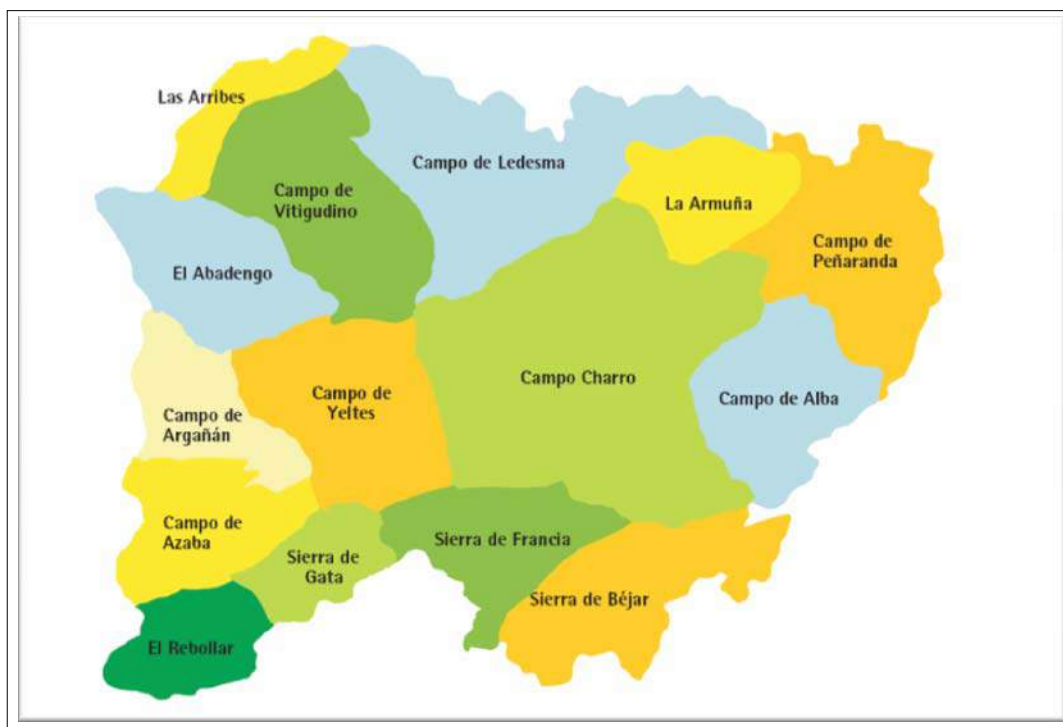 Las Arribes
Campo de Ledesma
Campo de
Vitigudino
La Armuña
Campo de
Peñaranda
El Abadengo
Campo Charro
Campo de
Yeltes
Campo de Alba
Campo de
Argañán
Campo de
Azaba
Sierra de Francia
Sierra de
Gata
Sierra de Béjar
El Rebollar